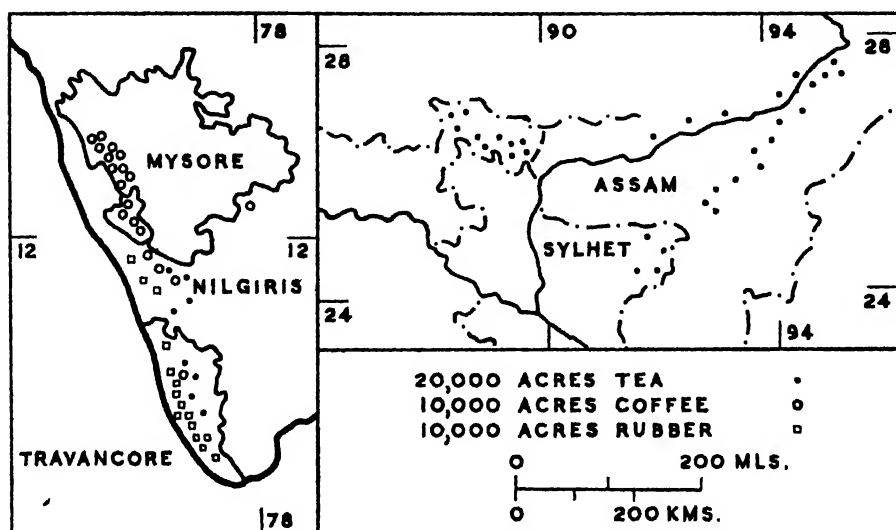 78
MYSORE
12
12
NILGIRIS
TRAVANCORE
78
90
94
28
28
ASSAM
SYLHET
24
24
94
20,000 ACRES TEA
10,000 ACRES COFFEE
10,000 ACRES RUBBER
0 200 MLS.
0 200 KMS.